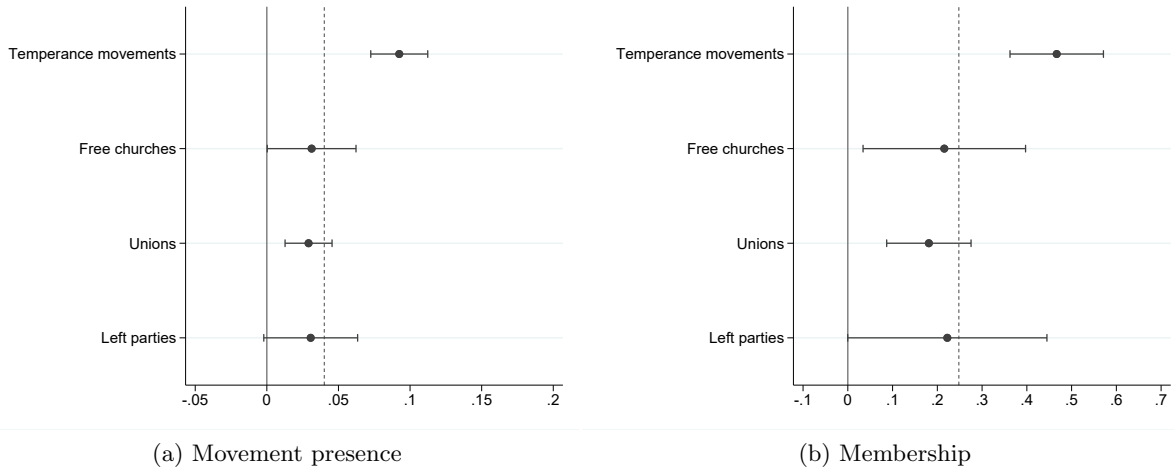 Temperance movements
Free churches
Unions
Left parties
-.05 0 .05 .1 .15 .2
(a) Movement presence
Temperance movements
Free churches
Unions
Left parties
-.1 0 .1 .2 .3 .4 .5 .6 .7
(b) Membership